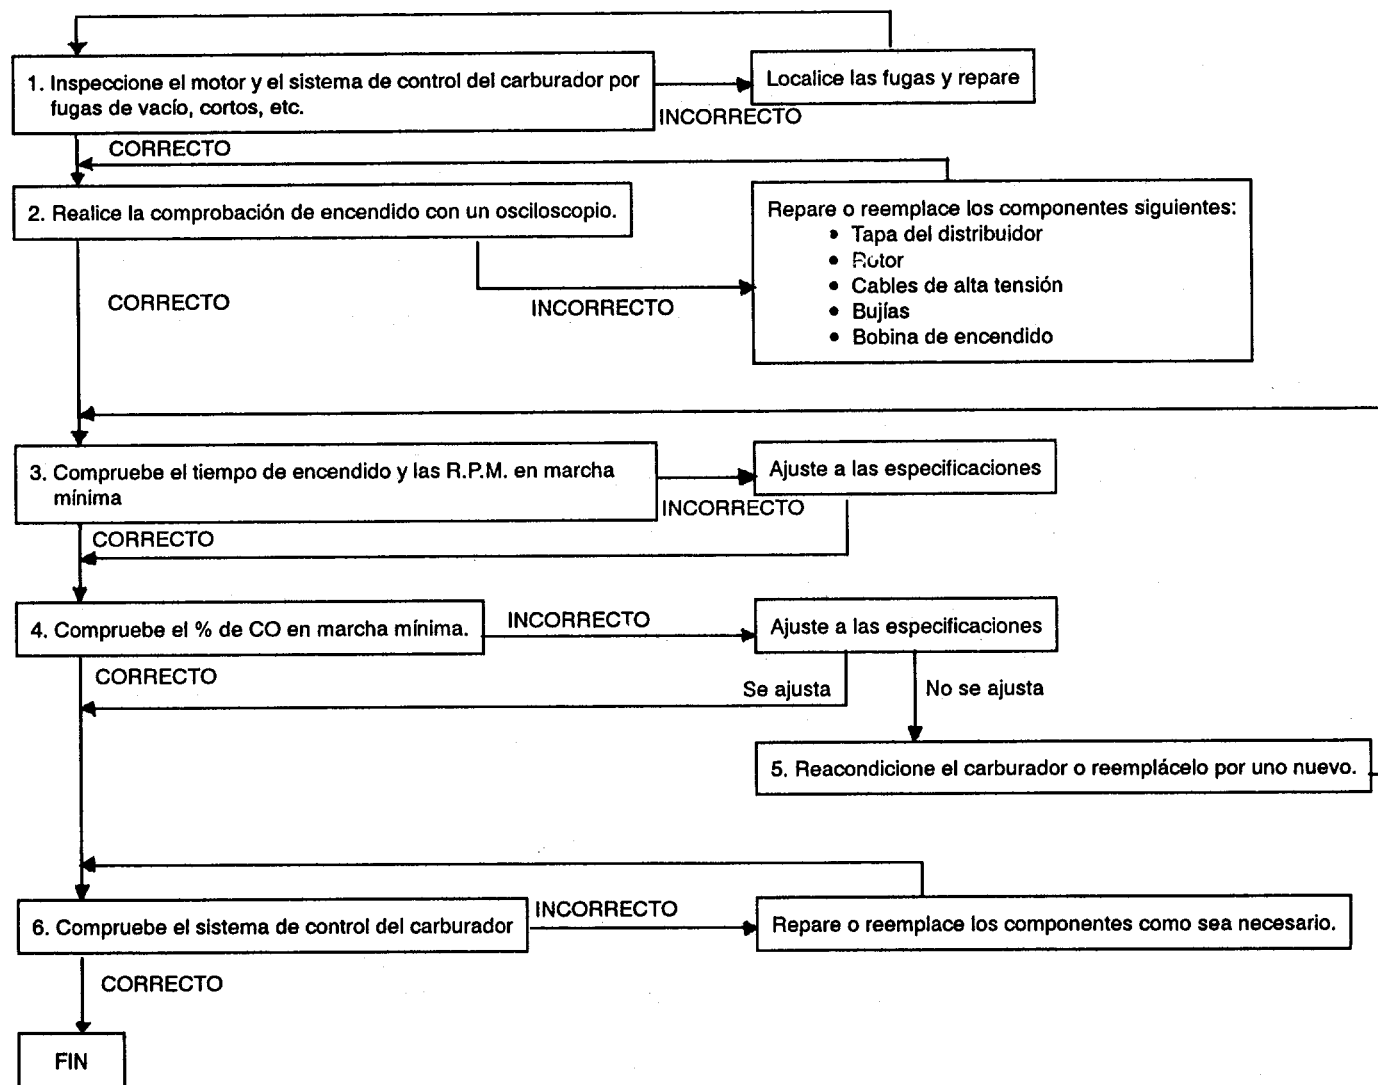 1. Inspeccione el motor y el sistema de control del carburador por
fugas de vacío, cortos, etc.
Localice las fugas y repare
INCORRECTO
CORRECTO
2. Realice la comprobación de encendido con un osciloscopio.
Repare o reemplace los componentes siguientes:
• Tapa del distribuidor
• Rotor
• Cables de alta tensión
• Bujías
• Bobina de encendido
CORRECTO
INCORRECTO
3. Compruebe el tiempo de encendido y las R.P.M. en marcha
mínima
Ajuste a las especificaciones
INCORRECTO
CORRECTO
4. Compruebe el % de CO en marcha mínima.
INCORRECTO
Ajuste a las especificaciones
CORRECTO
Se ajusta
No se ajusta
5. Reacondicione el carburador o reemplácelo por uno nuevo.
6. Compruebe el sistema de control del carburador
INCORRECTO
Repare o reemplace los componentes como sea necesario.
CORRECTO
FIN